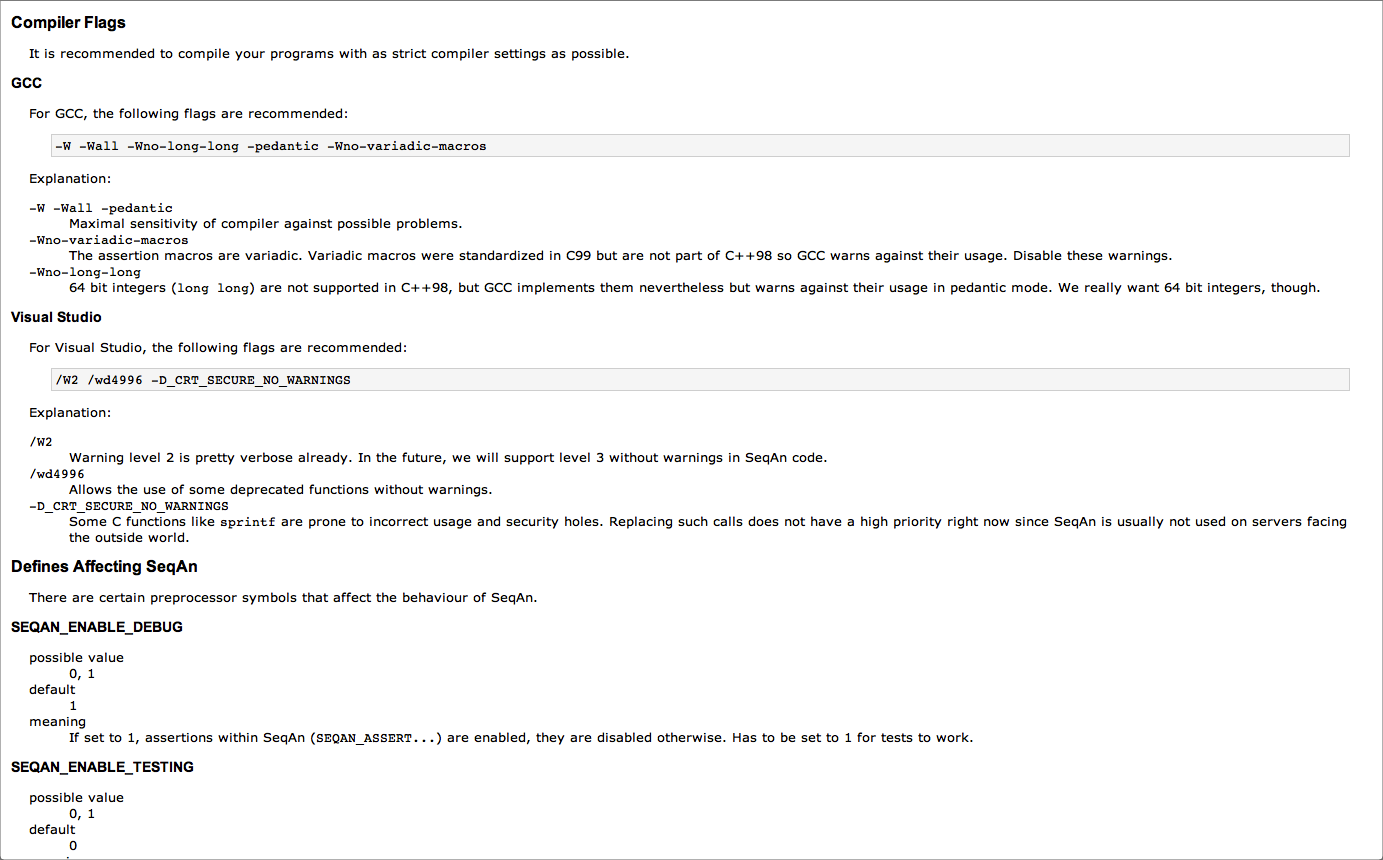 Compiler Flags
It is recommended to compile your programs with as strict compiler settings as possible.
GCC
For GCC, the following flags are recommended:
-W -Wall -Wno-long-long -pedantic -Wno-variadic-macros
Explanation:
-W -Wall -pedantic
Maximal sensitivity of compiler against possible problems.
-Wno-variadic-macros
The assertion macros are variadic. Variadic macros were standardized in C99 but are not part of C++98 so GCC warns against their usage. Disable these warnings.
-Wno-long-long
64 bit integers (long long) are not supported in C++98, but GCC implements them nevertheless but warns against their usage in pedantic mode. We really want 64 bit integers, though.
Visual Studio
For Visual Studio, the following flags are recommended:
/W2 /wd4996 -D_CRT_SECURE_NO_WARNINGS
Explanation:
/W2
Warning level 2 is pretty verbose already. In the future, we will support level 3 without warnings in SeqAn code.
/wd4996
Allows the use of some deprecated functions without warnings.
-D_CRT_SECURE_NO_WARNINGS
Some C functions like sprintf are prone to incorrect usage and security holes. Replacing such calls does not have a high priority right now since SeqAn is usually not used on servers facing
the outside world.
Defines Affecting SeqAn
There are certain preprocessor symbols that affect the behaviour of SeqAn.
SEQAN_ENABLE_DEBUG
possible value
0, 1
default
1
meaning
If set to 1, assertions within SeqAn (SEQAN_ASSERT...) are enabled, they are disabled otherwise. Has to be set to 1 for tests to work.
SEQAN_ENABLE_TESTING
possible value
0, 1
default
0